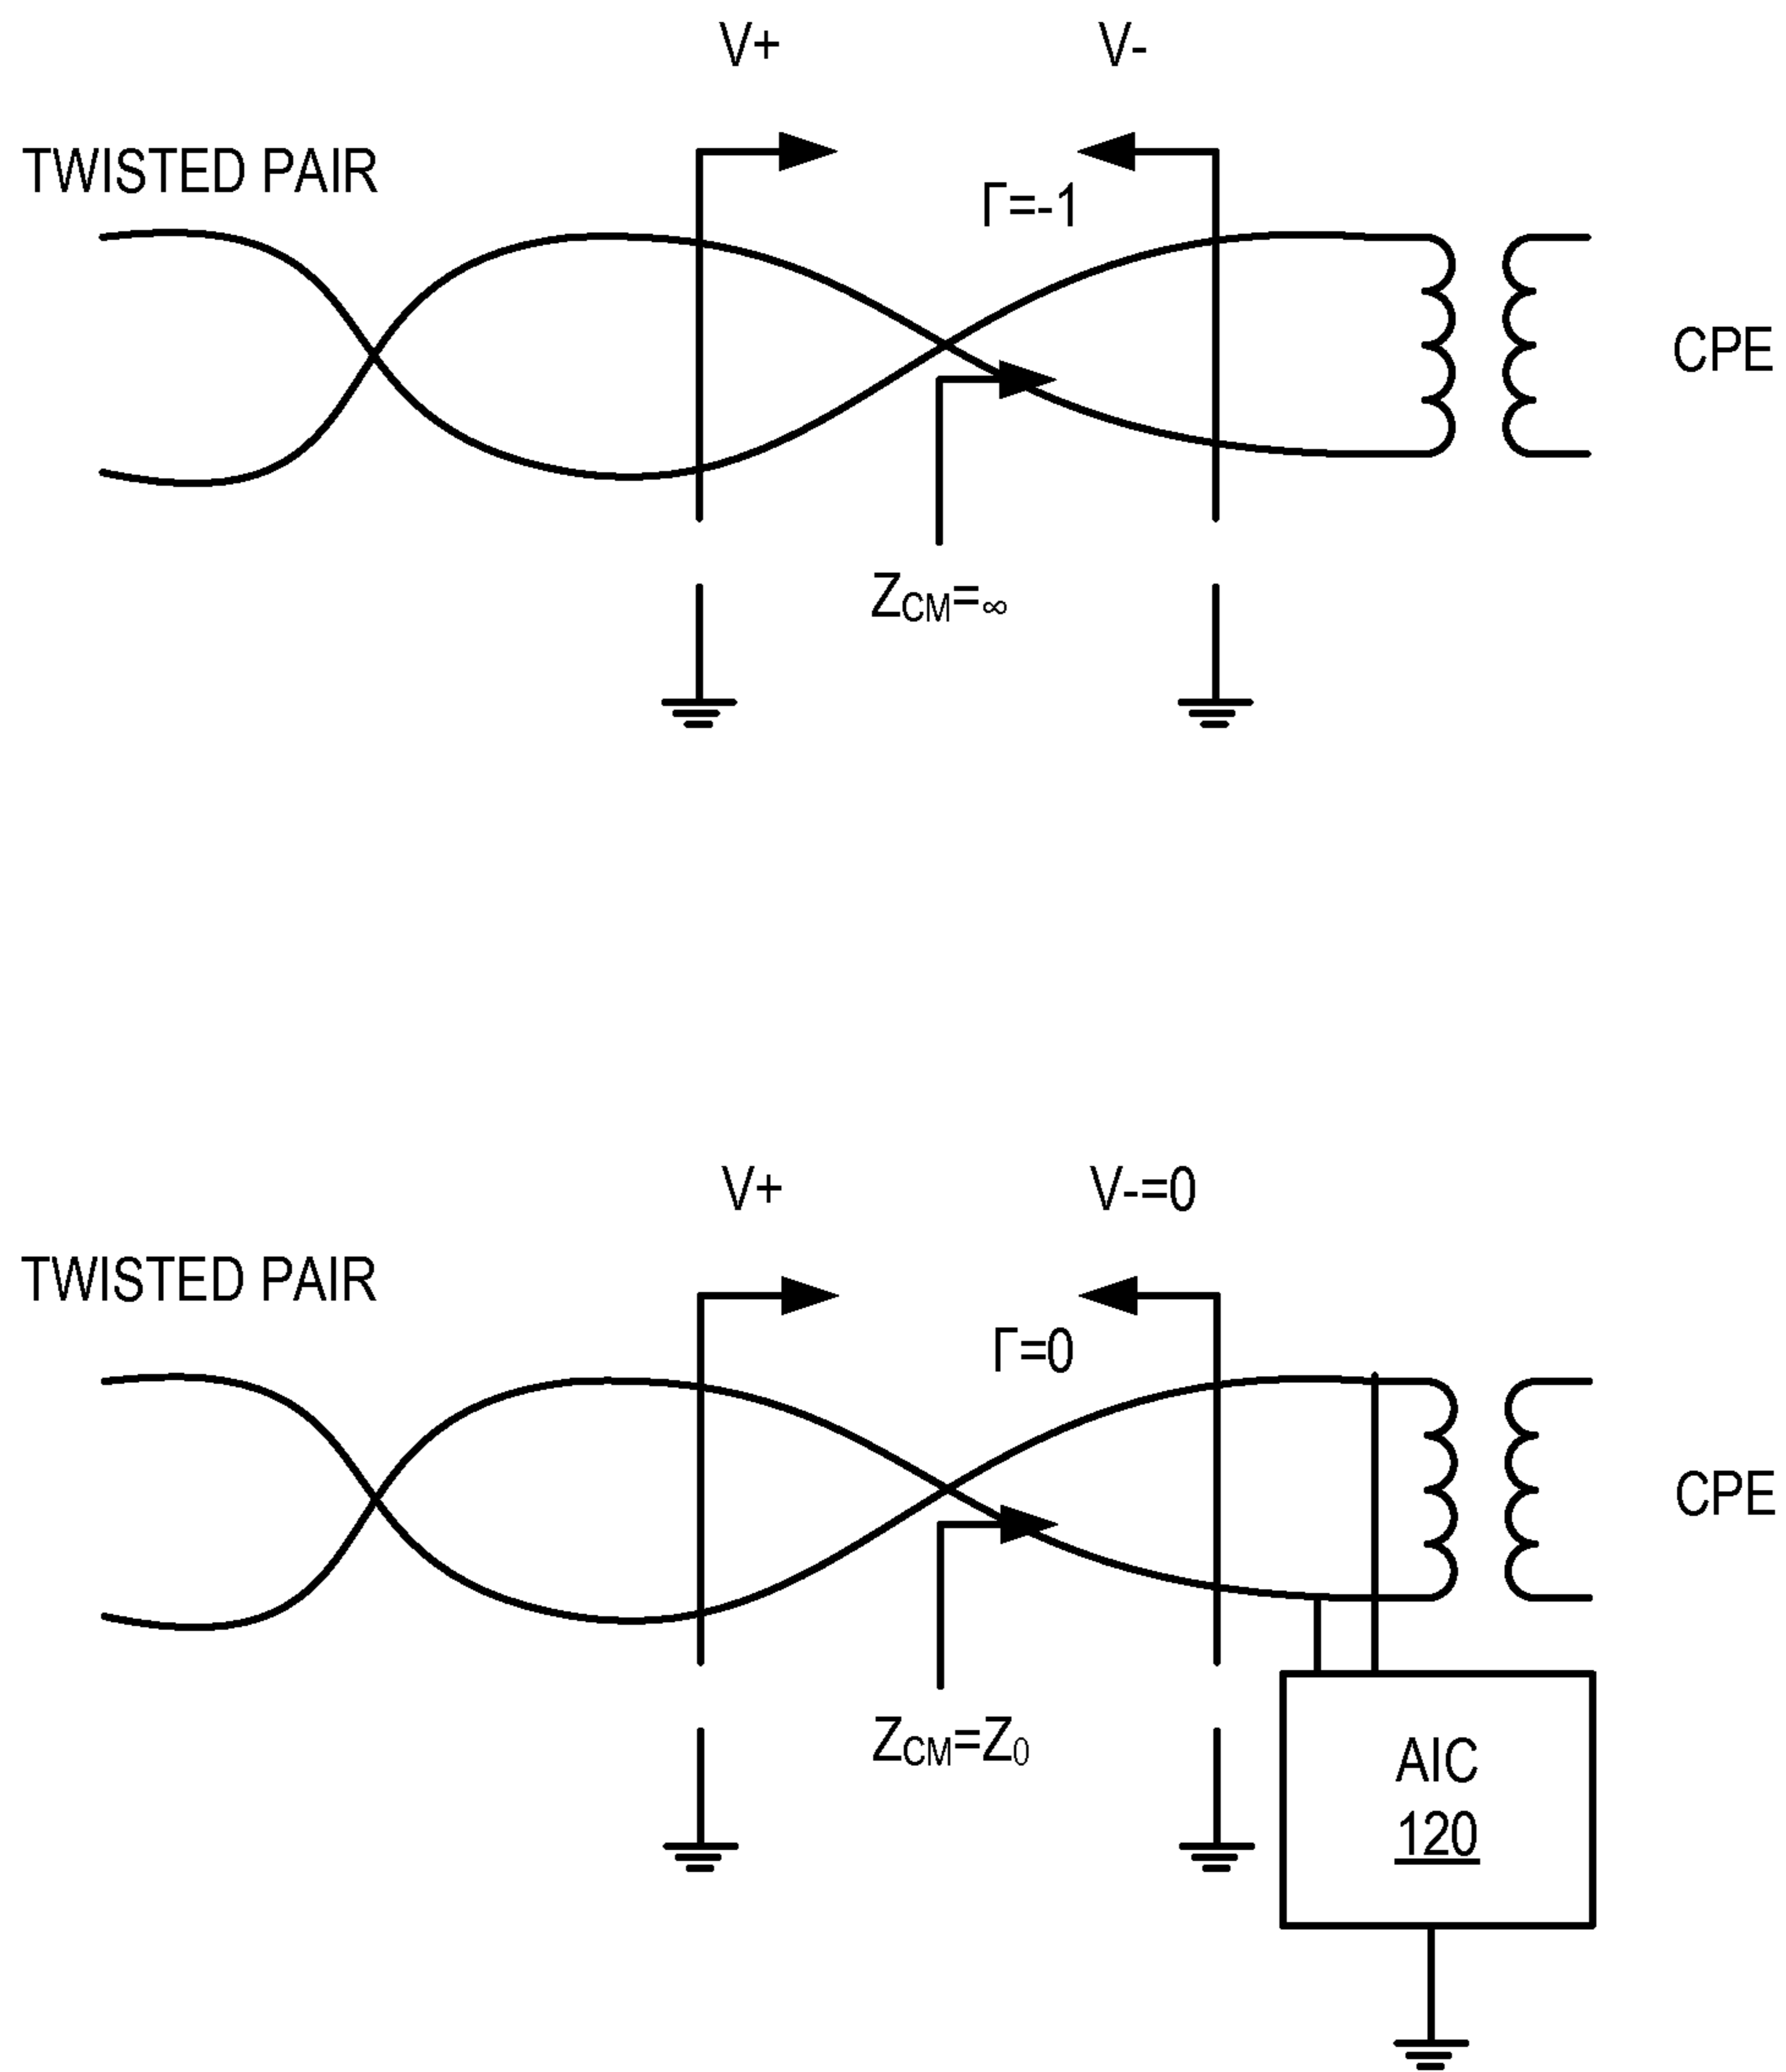 V+
V-
TWISTED PAIR
Γ=-1
CPE
ZCM=∞
V+
V-=0
TWISTED PAIR
Γ=0
CPE
ZCM=Z0
AIC
120